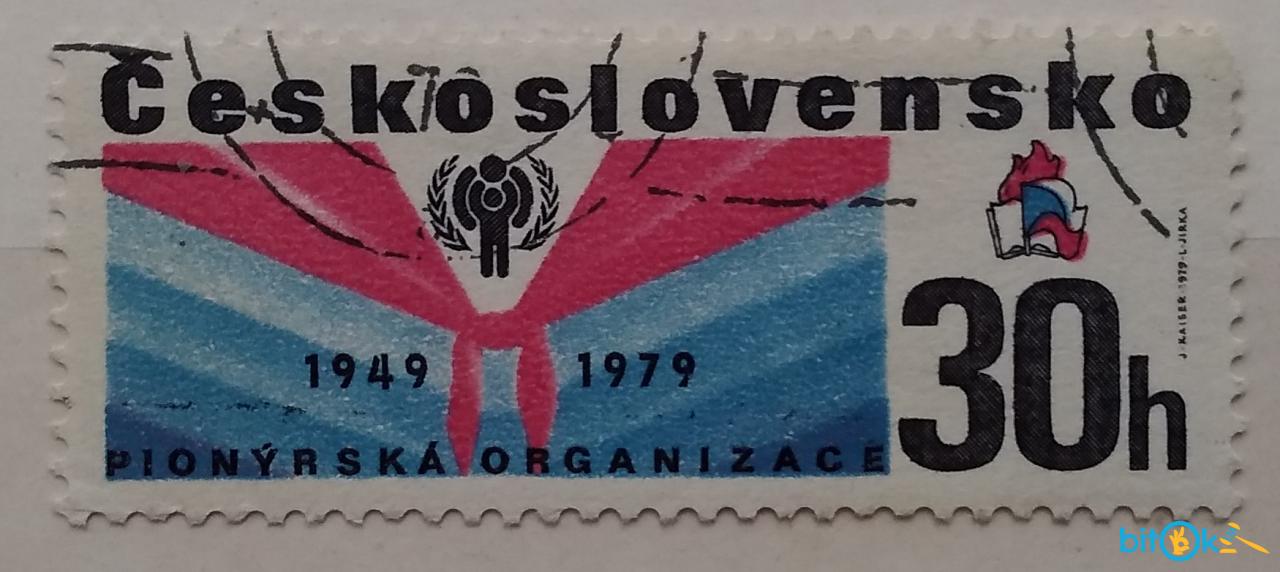 Československo
1949 1979
PIONÝRSKÁ ORGANIZACE
30h
J. KAISER · 1979 · L. JIRKA
bitOk